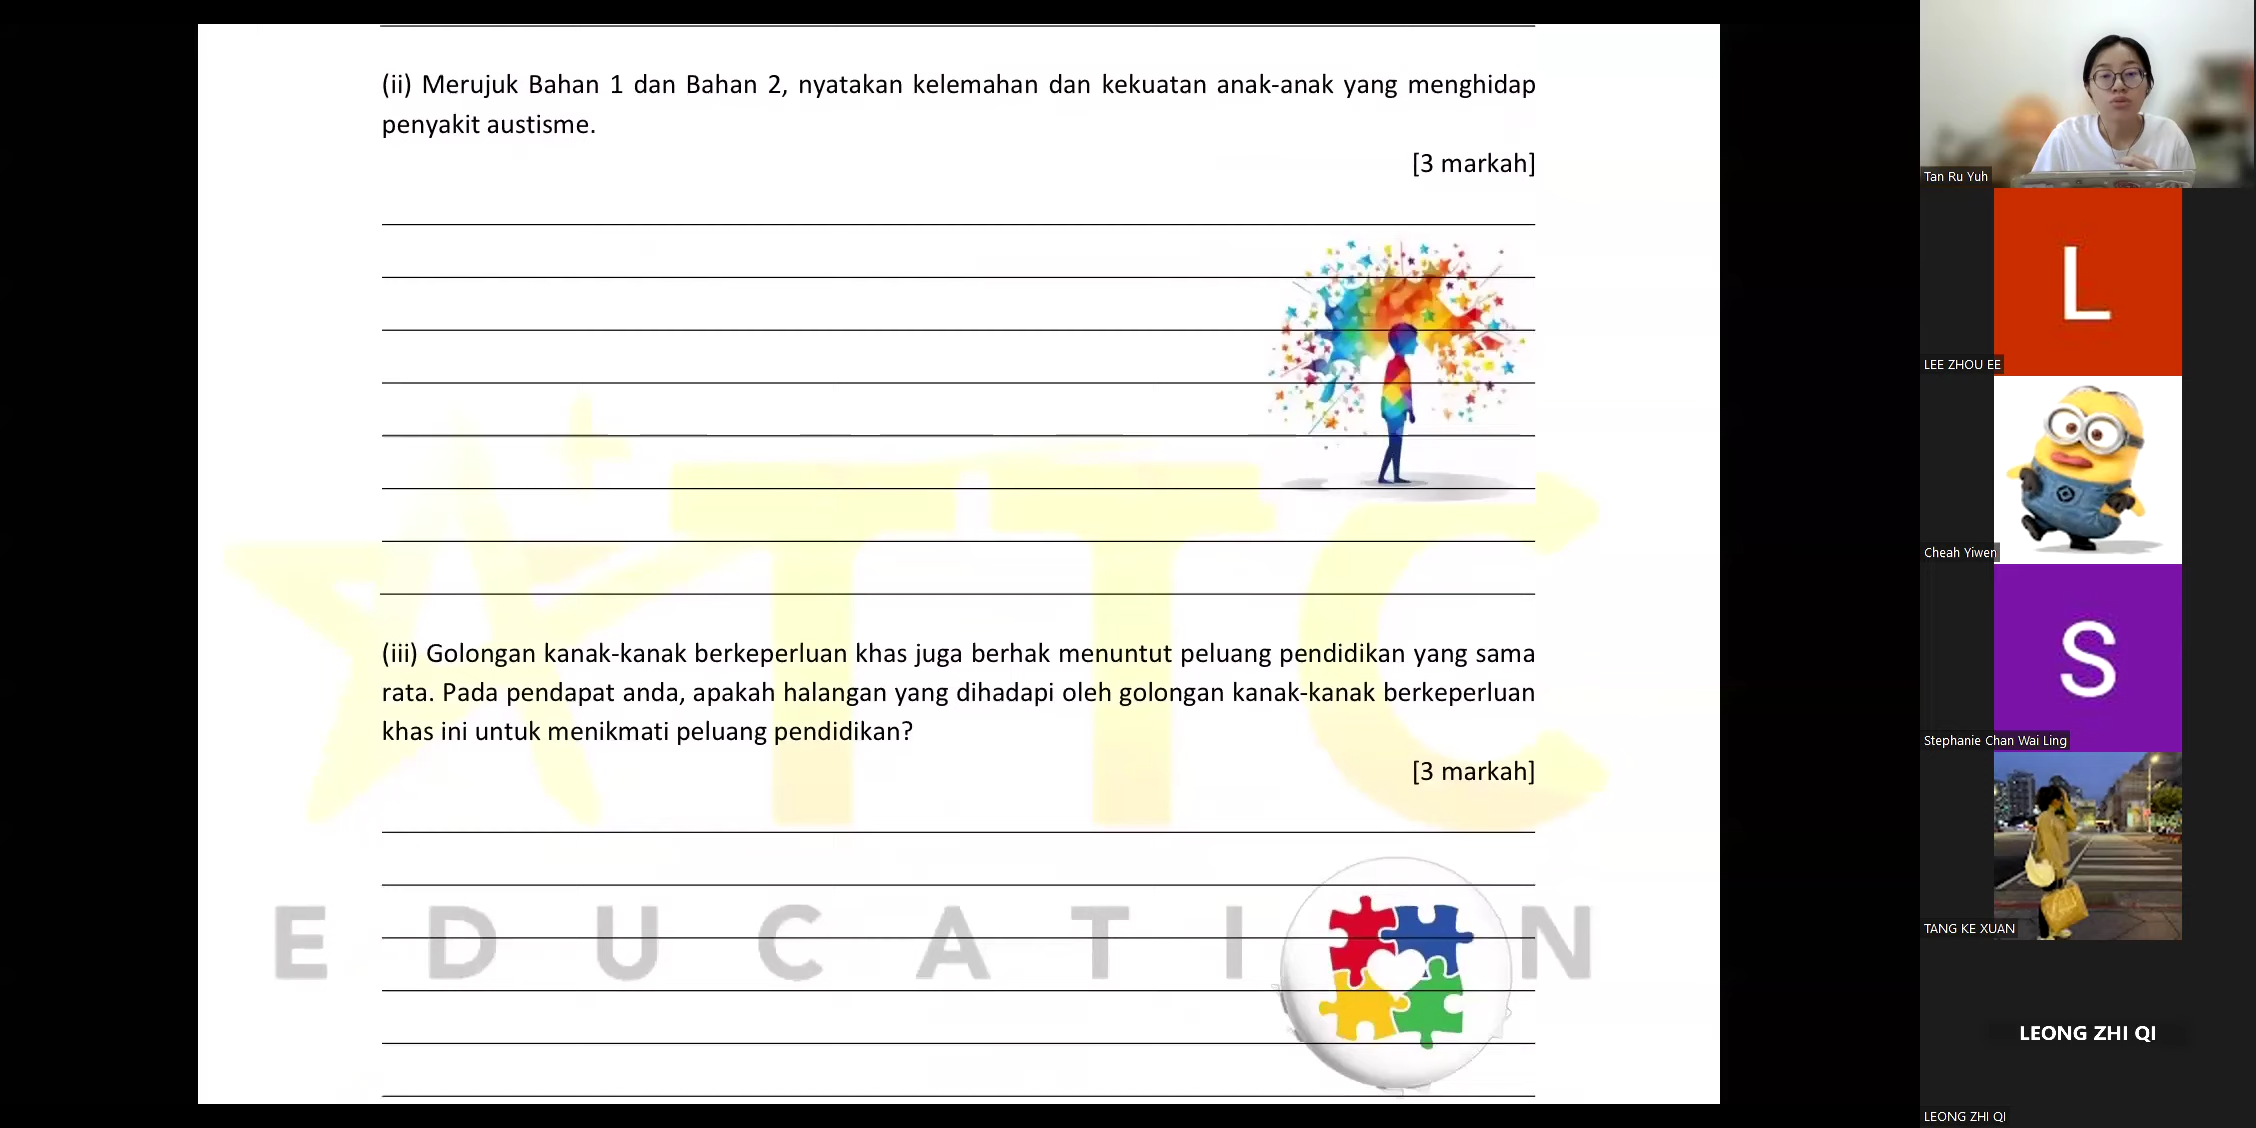 (ii) Merujuk Bahan 1 dan Bahan 2, nyatakan kelemahan dan kekuatan anak-anak yang menghidap
penyakit austisme.
[3 markah]
(iii) Golongan kanak-kanak berkeperluan khas juga berhak menuntut peluang pendidikan yang sama
rata. Pada pendapat anda, apakah halangan yang dihadapi oleh golongan kanak-kanak berkeperluan
khas ini untuk menikmati peluang pendidikan?
[3 markah]
TTC
EDUCATI N
Tan Ru Yuh
L
LEE ZHOU EE
Cheah Yiwen
S
Stephanie Chan Wai Ling
TANG KE XUAN
LEONG ZHI QI
LEONG ZHI QI